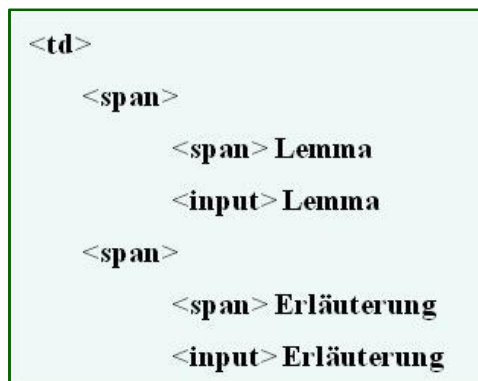 <td>
<span>
<span> Lemma
<input> Lemma
<span>
<span> Erläuterung
<input> Erläuterung